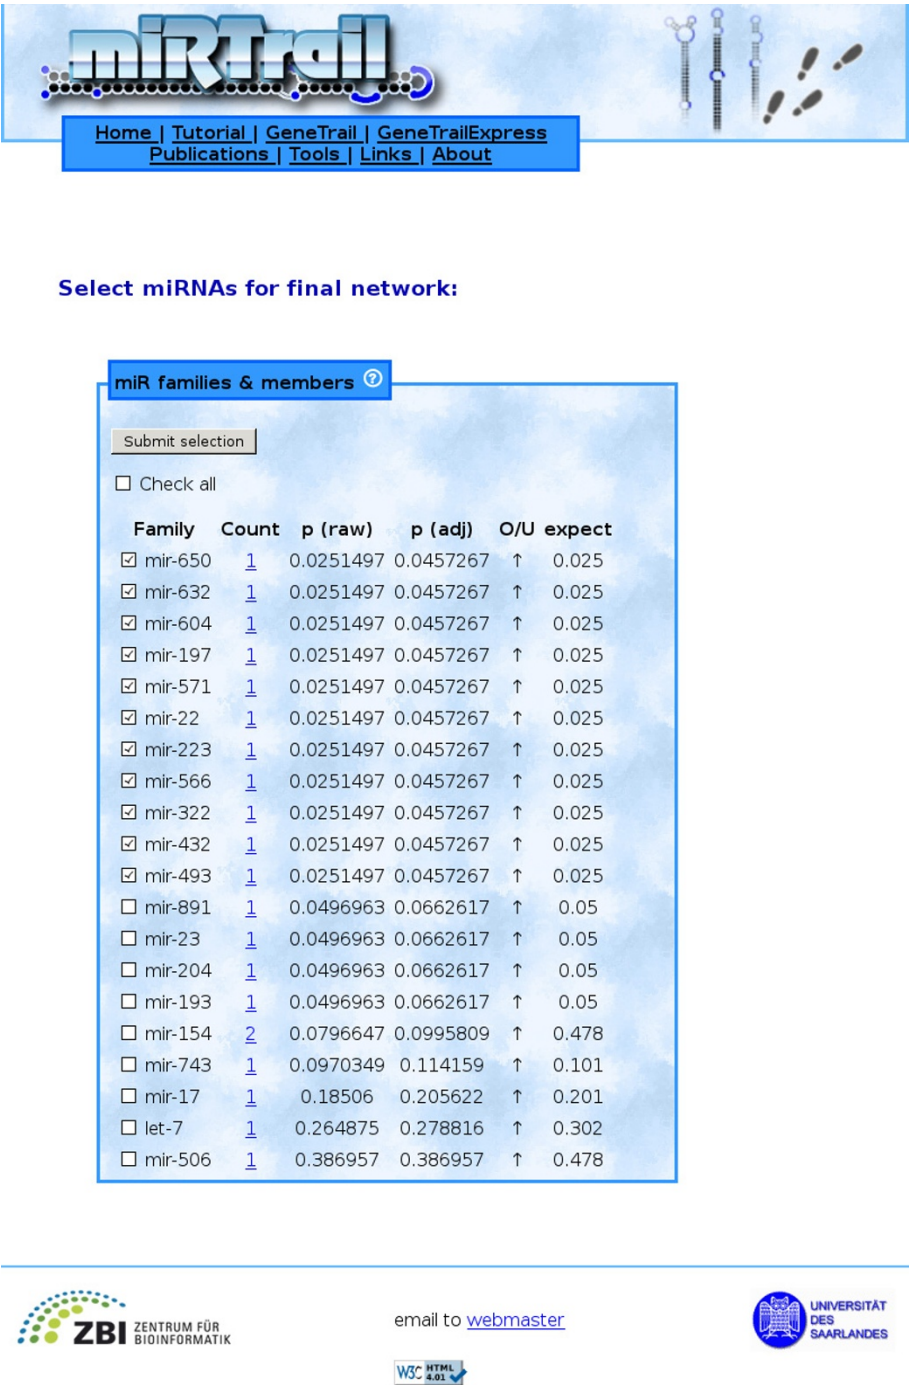 miRTrail
Home | Tutorial | GeneTrail | GeneTrailExpress
Publications | Tools | Links | About
Select miRNAs for final network:
miR families & members ?
Submit selection
Check all
Family Count p (raw) p (adj) O/U expect
mir-650 1 0.0251497 0.0457267 ↑ 0.025
mir-632 1 0.0251497 0.0457267 ↑ 0.025
mir-604 1 0.0251497 0.0457267 ↑ 0.025
mir-197 1 0.0251497 0.0457267 ↑ 0.025
mir-571 1 0.0251497 0.0457267 ↑ 0.025
mir-22 1 0.0251497 0.0457267 ↑ 0.025
mir-223 1 0.0251497 0.0457267 ↑ 0.025
mir-566 1 0.0251497 0.0457267 ↑ 0.025
mir-322 1 0.0251497 0.0457267 ↑ 0.025
mir-432 1 0.0251497 0.0457267 ↑ 0.025
mir-493 1 0.0251497 0.0457267 ↑ 0.025
mir-891 1 0.0496963 0.0662617 ↑ 0.05
mir-23 1 0.0496963 0.0662617 ↑ 0.05
mir-204 1 0.0496963 0.0662617 ↑ 0.05
mir-193 1 0.0496963 0.0662617 ↑ 0.05
mir-154 2 0.0796647 0.0995809 ↑ 0.478
mir-743 1 0.0970349 0.114159 ↑ 0.101
mir-17 1 0.18506 0.205622 ↑ 0.201
let-7 1 0.264875 0.278816 ↑ 0.302
mir-506 1 0.386957 0.386957 ↑ 0.478
ZBI ZENTRUM FÜR
BIOINFORMATIK
email to webmaster
UNIVERSITÄT
DES
SAARLANDES
W3C HTML
4.01